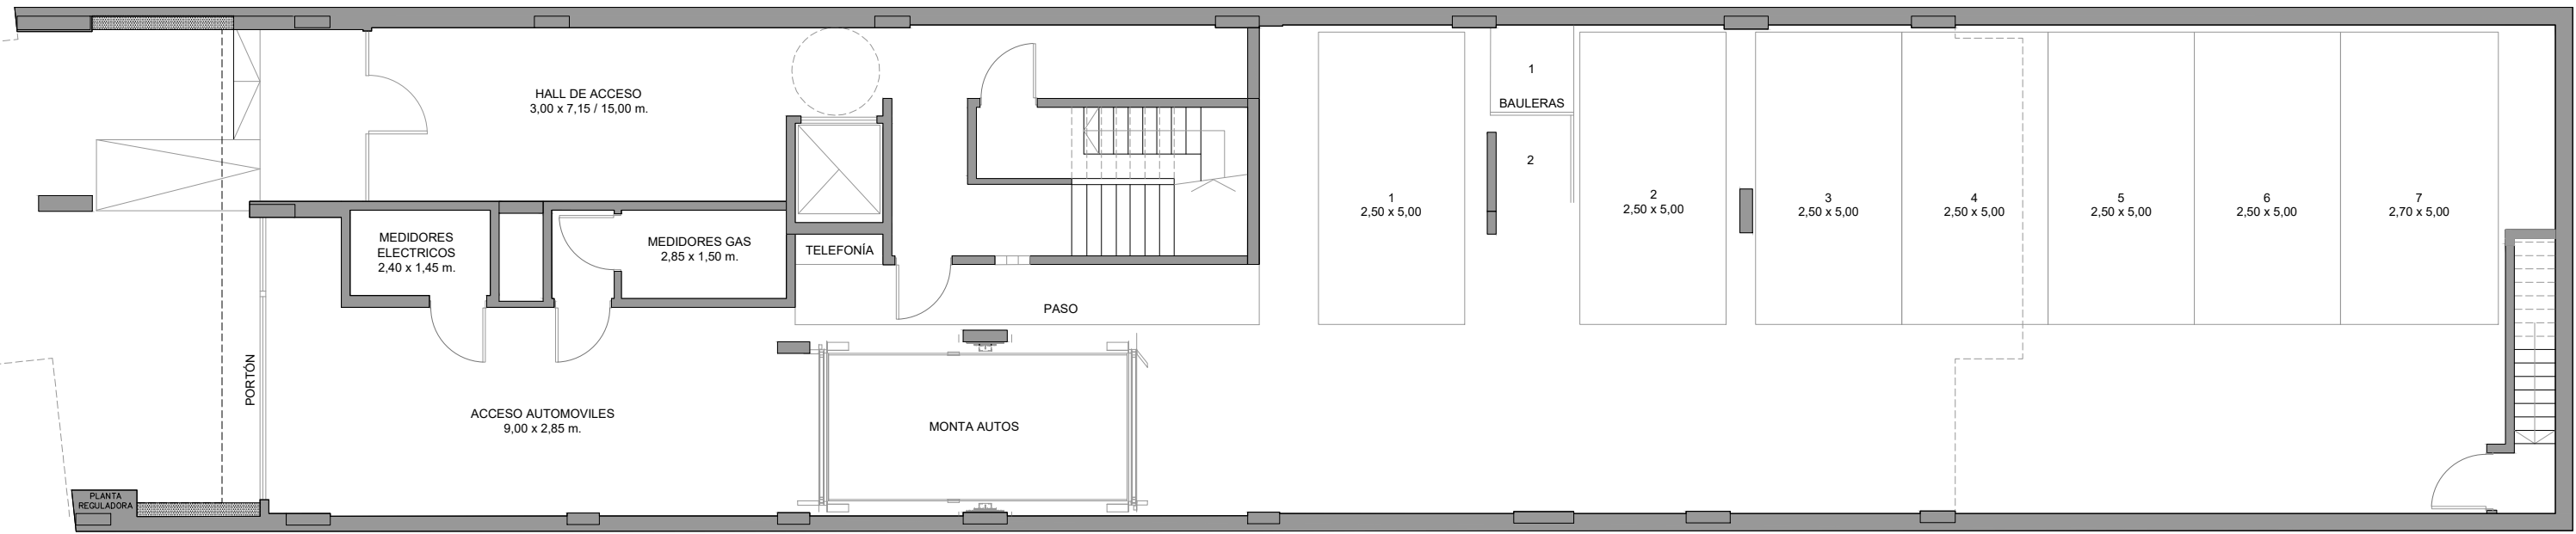 HALL DE ACCESO
3,00 x 7,15 / 15,00 m.
MEDIDORES
ELECTRICOS
2,40 x 1,45 m.
MEDIDORES GAS
2,85 x 1,50 m.
TELEFONÍA
PASO
PORTÓN
ACCESO AUTOMOVILES
9,00 x 2,85 m.
MONTA AUTOS
PLANTA
REGULADORA
1
BAULERAS
2
1
2,50 x 5,00
2
2,50 x 5,00
3
2,50 x 5,00
4
2,50 x 5,00
5
2,50 x 5,00
6
2,50 x 5,00
7
2,70 x 5,00